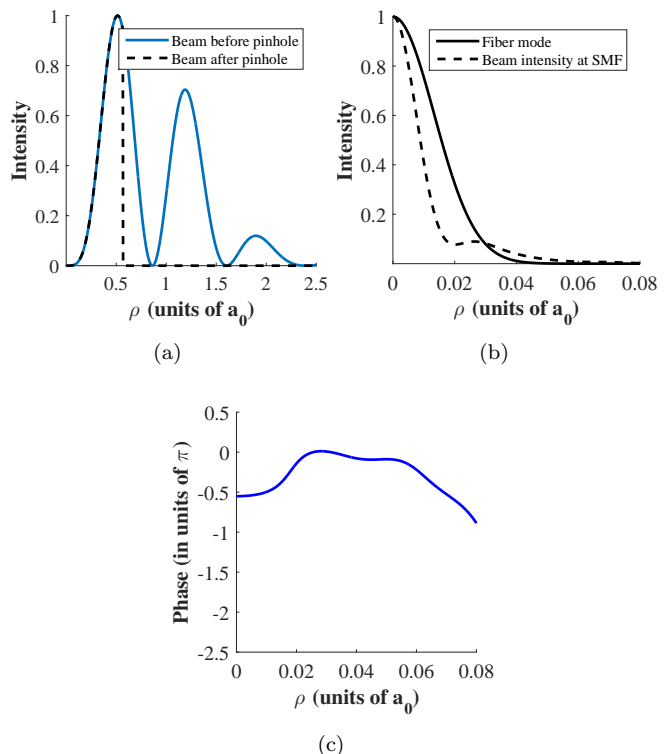 1
0.8
0.6
0.4
0.2
0
Intensity
Beam before pinhole
Beam after pinhole
0.5 1 1.5 2 2.5
ρ (units of a0)
(a)
1
0.8
0.6
0.4
0.2
Intensity
Fiber mode
Beam intensity at SMF
0 0.02 0.04 0.06 0.08
ρ (units of a0)
(b)
0.5
0
-0.5
-1
-1.5
-2
-2.5
Phase (in units of π)
0 0.02 0.04 0.06 0.08
ρ (units of a0)
(c)